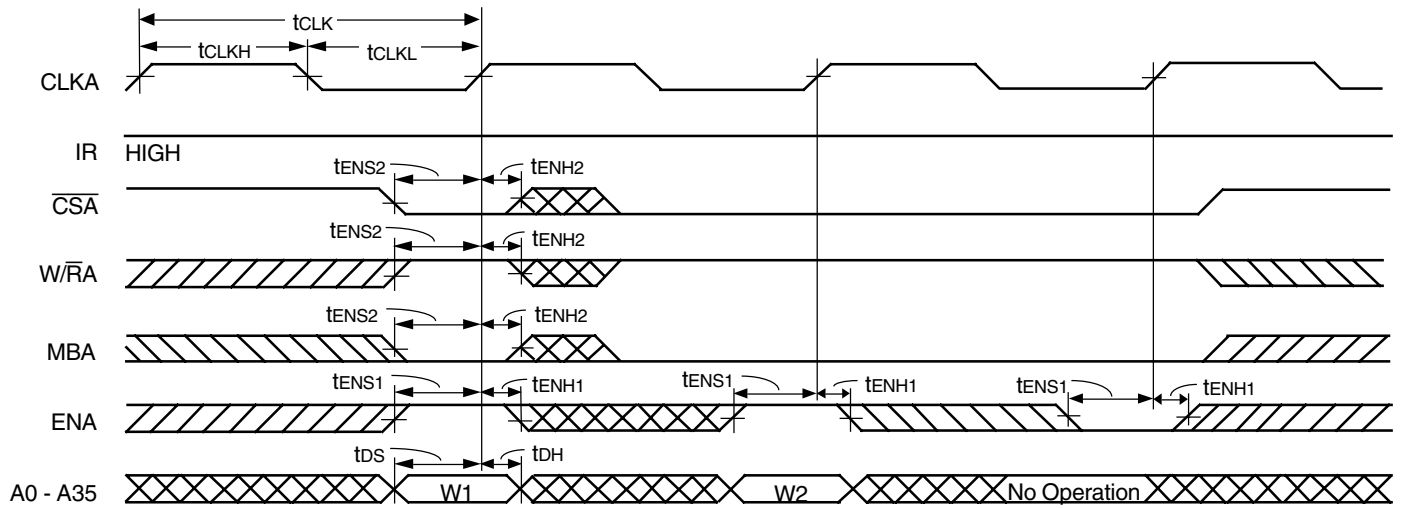 tCLK
tCLKH tCLKL
CLKA
IR HIGH
tENS2 tENH2
CSA
tENS2 tENH2
W/RA
tENS2 tENH2
MBA
tENS1 tENH1 tENS1 tENH1 tENS1 tENH1
ENA
tDS tDH
A0 - A35 W1 W2 No Operation